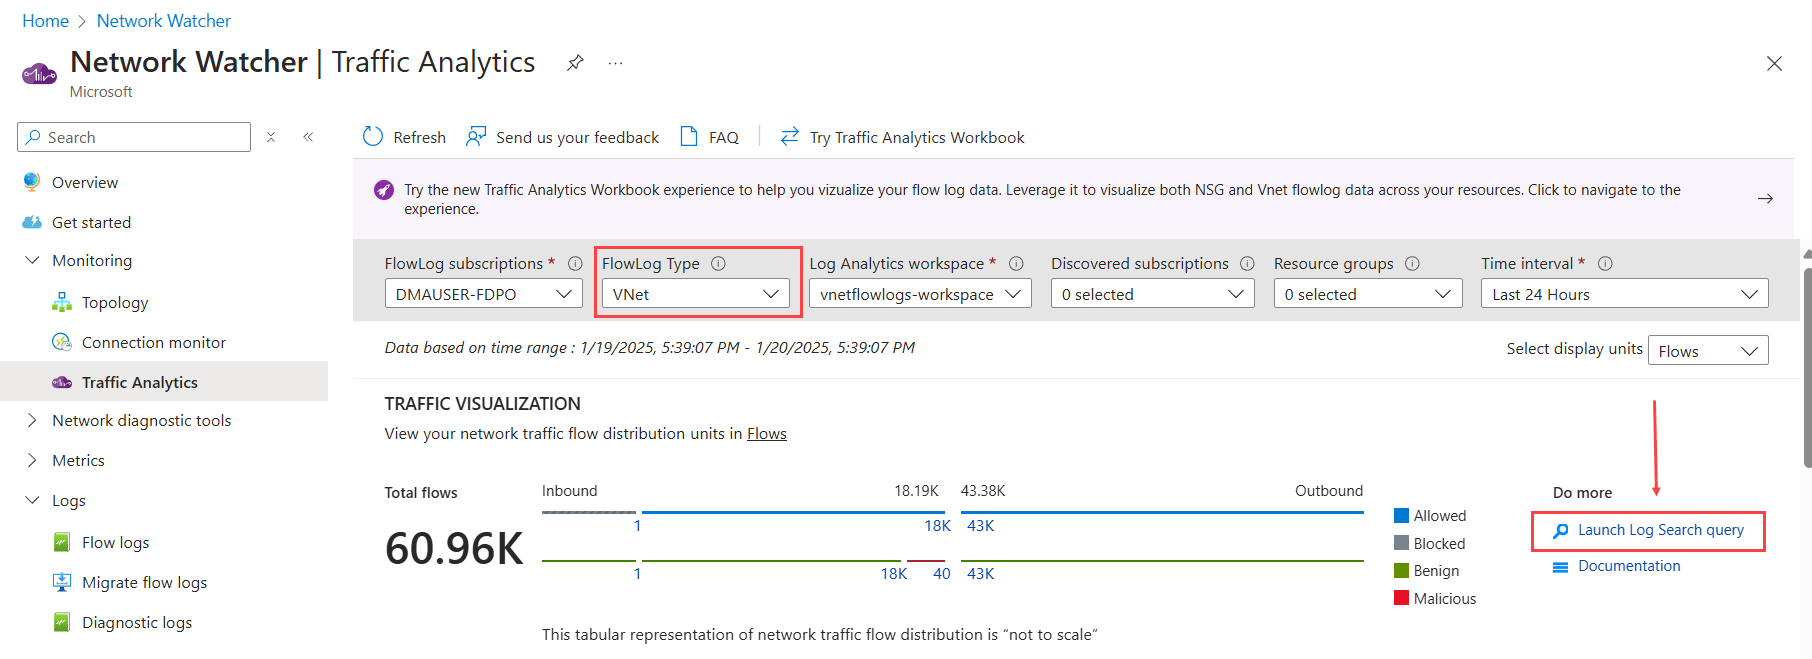 Home > Network Watcher
Network Watcher | Traffic Analytics ...
Microsoft
Search
Overview
Get started
Monitoring
Topology
Connection monitor
Traffic Analytics
Network diagnostic tools
Metrics
Logs
Flow logs
Migrate flow logs
Diagnostic logs
Refresh Send us your feedback FAQ Try Traffic Analytics Workbook
Try the new Traffic Analytics Workbook experience to help you vizualize your flow log data. Leverage it to visualize both NSG and Vnet flowlog data across your resources. Click to navigate to the
experience.
FlowLog subscriptions * FlowLog Type Log Analytics workspace * Discovered subscriptions Resource groups Time interval *
DMAUSER-FDPO VNet vnetflowlogs-workspace 0 selected 0 selected Last 24 Hours
Data based on time range : 1/19/2025, 5:39:07 PM - 1/20/2025, 5:39:07 PM
Select display units Flows
TRAFFIC VISUALIZATION
View your network traffic flow distribution units in Flows
Total flows
60.96K
Inbound 18.19K 43.38K Outbound
1 18K 43K
1 18K 40 43K
This tabular representation of network traffic flow distribution is “not to scale”
Allowed
Blocked
Benign
Malicious
Do more
Launch Log Search query
Documentation